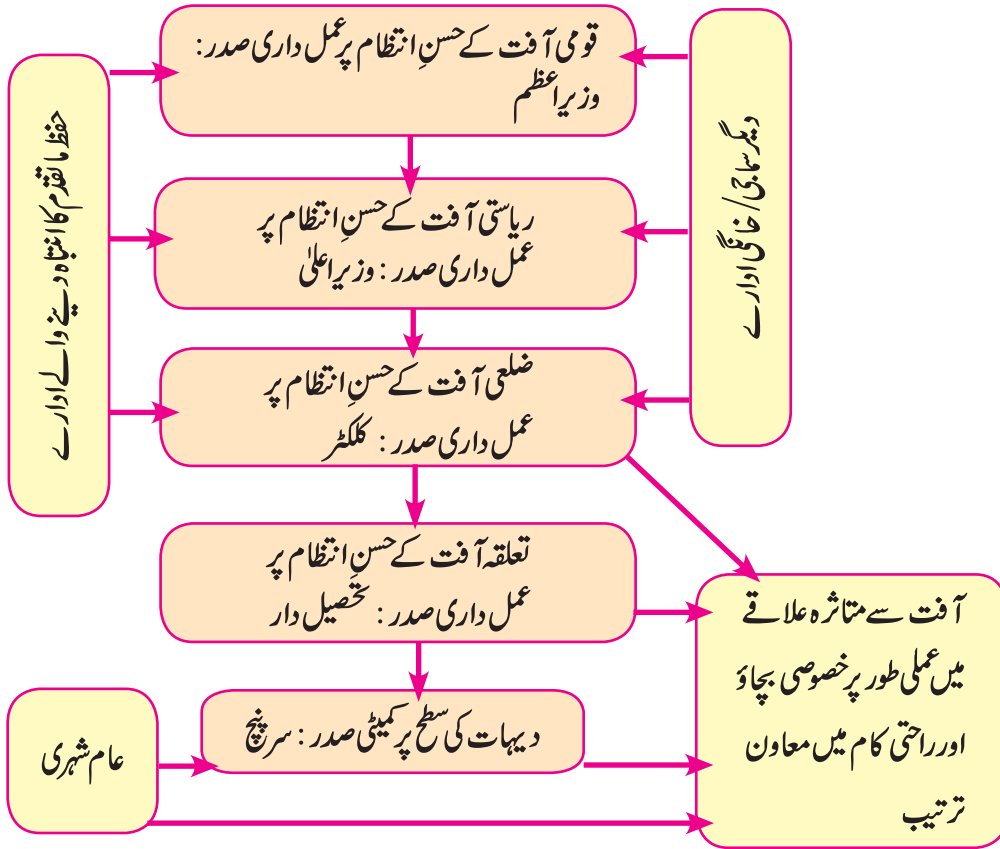 قومی آفت کے حسنِ انتظام پر عمل داری صدر :
وزیر اعظم
دیگر سماجی/خانگی ادارے
حفظ ماتقدم کا انتباہ دینے والے ادارے
ریاستی آفت کے حسنِ انتظام پر
عمل داری صدر : وزیر اعلیٰ
ضلعی آفت کے حسنِ انتظام پر
عمل داری صدر : کلکٹر
تعلقہ آفت کے حسنِ انتظام پر
عمل داری صدر : تحصیل دار
دیہات کی سطح پر کمیٹی صدر : سرپنچ
عام شہری
آفت سے متاثرہ علاقے
میں عملی طور پر خصوصی بچاؤ
اور راحتی کام میں معاون
ترتیب